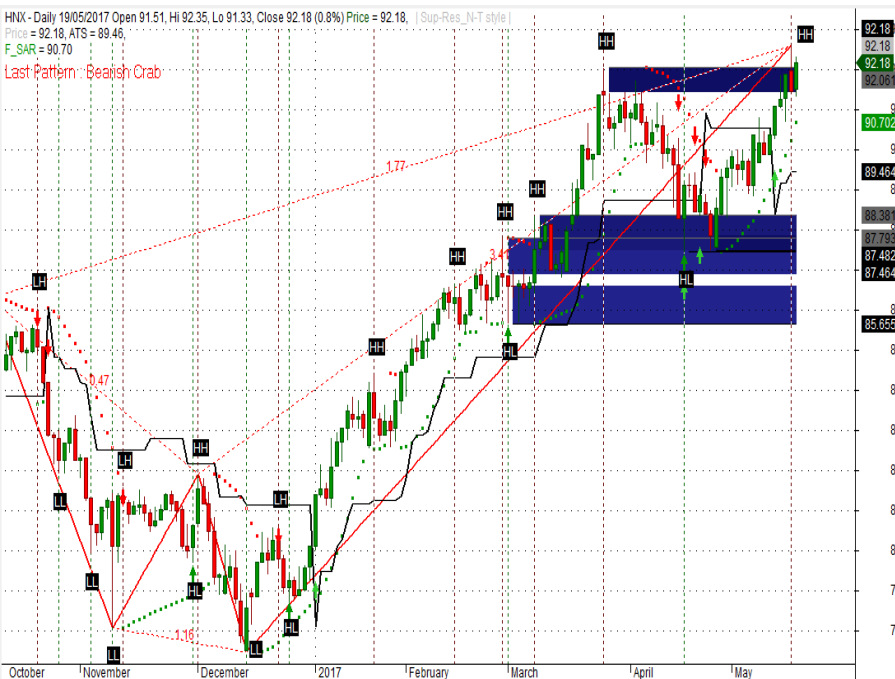 HNX - Daily 19/05/2017 Open 91.51, Hi 92.35, Lo 91.33, Close 92.18 (0.8%) Price = 92.18, | Sup-Res_N-T style |
Price = 92.18, ATS = 89.46,
F_SAR = 90.70
Last Pattern : Bearish Crab
92.18
92.18
92.18
92.061
90.702
89.464
88.381
87.793
87.482
87.464
85.655
HH
HH
1.77
HH
HH
HH
3.4
LH
HL
HL
HH
0.47
HH
LH
LH
LL
LL
HL
HL
1.16
LL
LL
October
November
December
2017
February
March
April
May